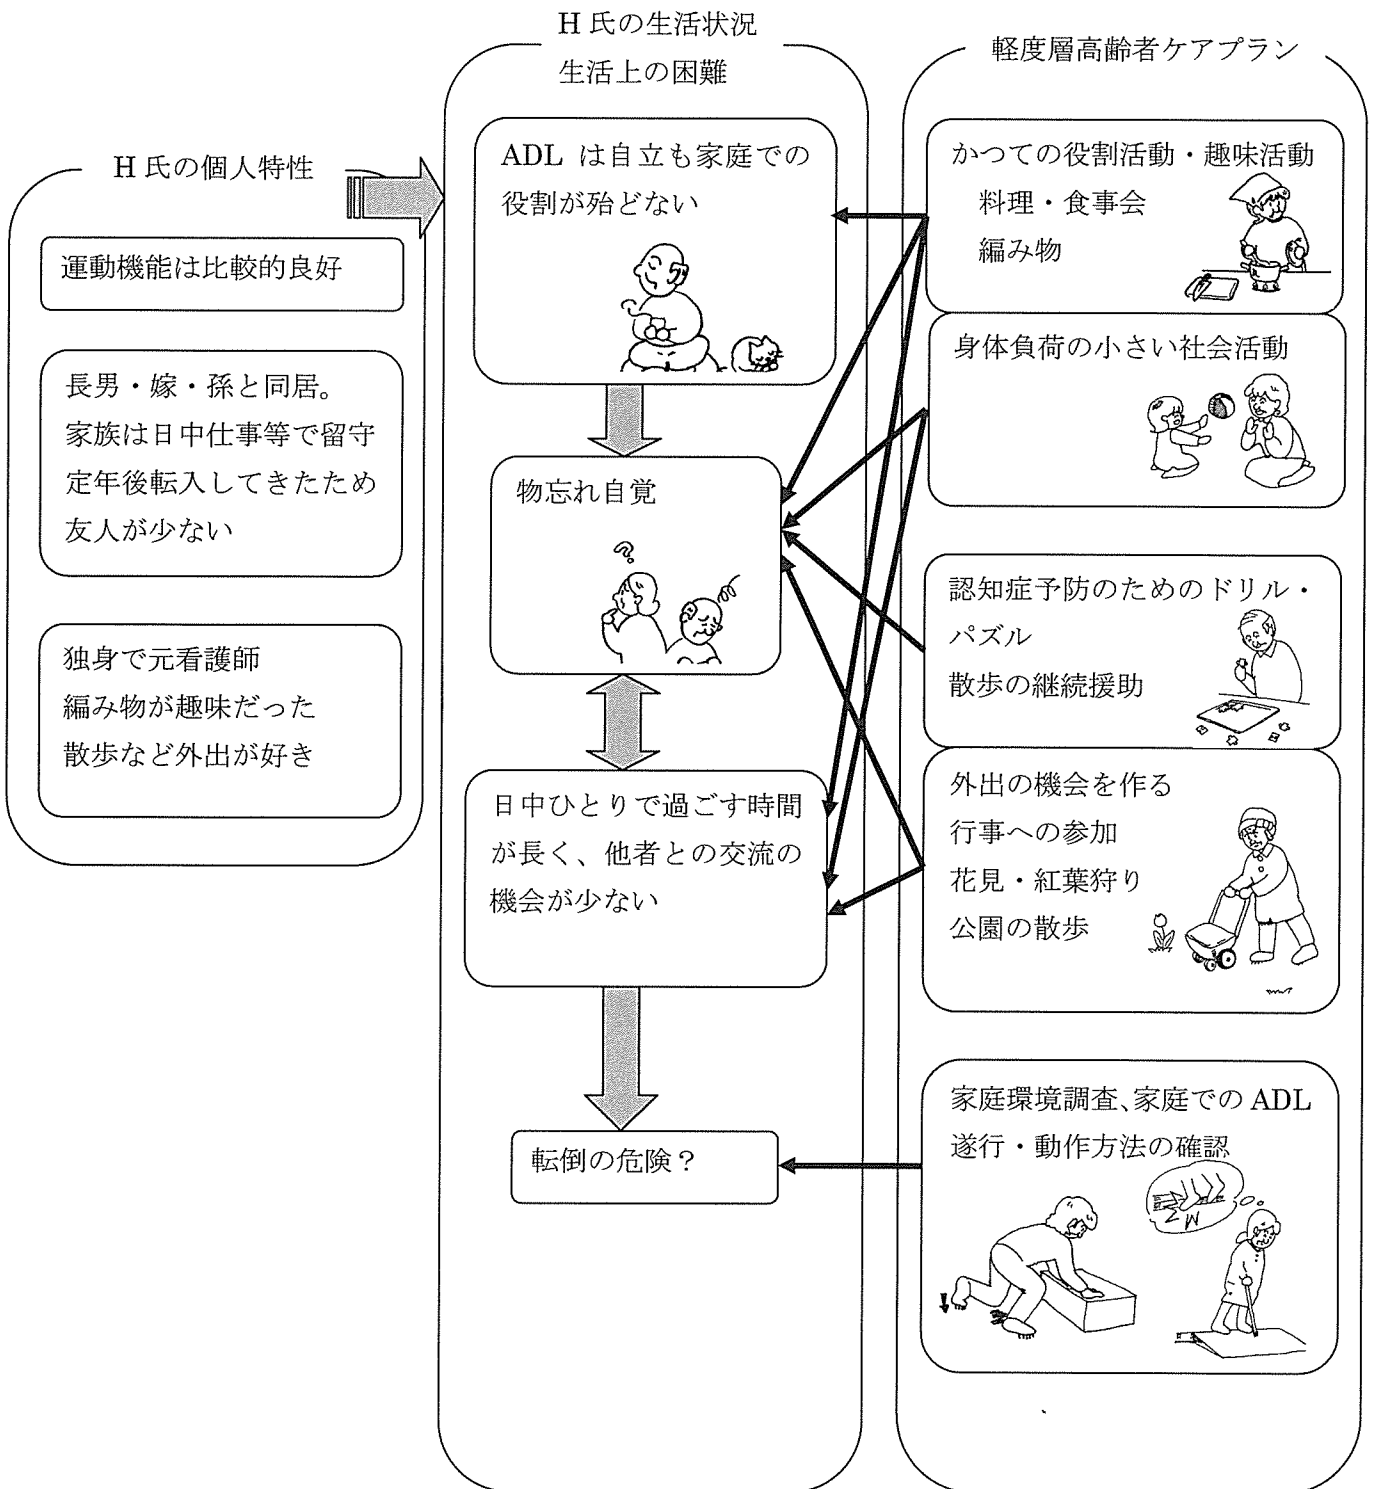 H 氏の個人特性
運動機能は比較的良好
長男・嫁・孫と同居。
家族は日中仕事等で留守
定年後転入してきたため
友人が少ない
独身で元看護師
編み物が趣味だった
散歩など外出が好き
H 氏の生活状況
生活上の困難
ADL は自立も家庭での
役割が殆どない
物忘れ自覚
?
日中ひとりで過ごす時間
が長く、他者との交流の
機会が少ない
転倒の危険?
軽度層高齢者ケアプラン
かつての役割活動・趣味活動
料理・食事会
編み物
身体負荷の小さい社会活動
認知症予防のためのドリル・
パズル
散歩の継続援助
外出の機会を作る
行事への参加
花見・紅葉狩り
公園の散歩
家庭環境調査、家庭での ADL
遂行・動作方法の確認